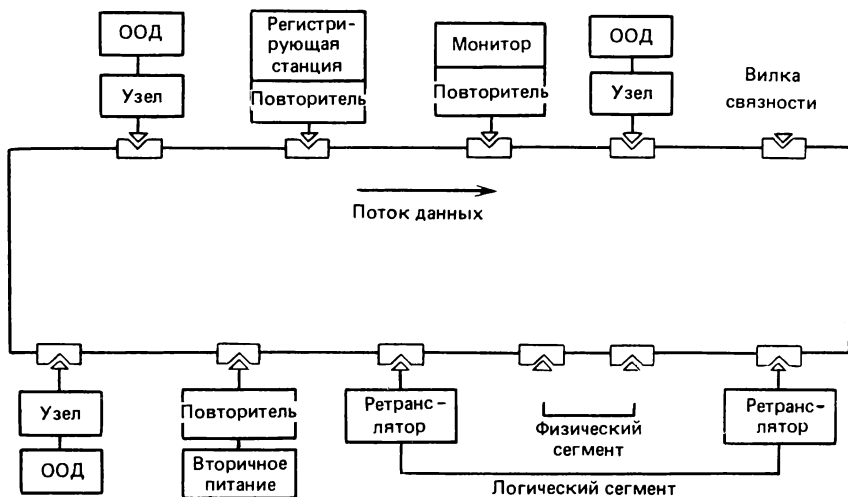 ООД
Узел
Регистри-
рующая
станция
Повторитель
Монитор
Повторитель
ООД
Узел
Вилка
связности
Поток данных
Узел
ООД
Повторитель
Вторичное
питание
Ретранс-
лятор
Физический
сегмент
Ретранс-
лятор
Логический сегмент